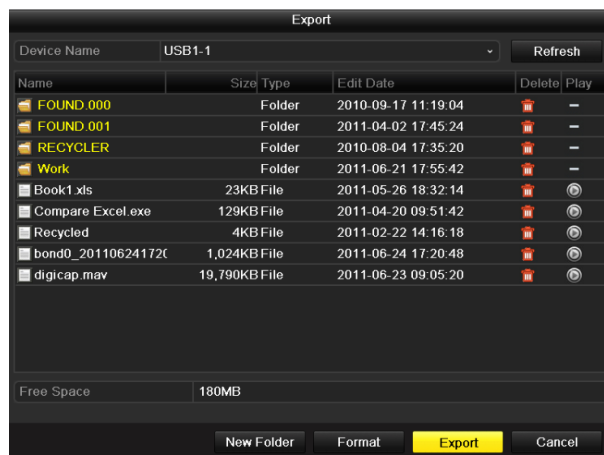 Export
Device Name USB1-1 Refresh
Name Size Type Edit Date Delete Play
FOUND.000 Folder 2010-09-17 11:19:04 –
FOUND.001 Folder 2011-04-02 17:45:24 –
RECYCLER Folder 2010-08-04 17:35:20 –
Work Folder 2011-06-21 17:55:42 –
Book1.xls 23KB File 2011-05-26 18:32:14
Compare Excel.exe 129KB File 2011-04-20 09:51:42
Recycled 4KB File 2011-02-22 14:16:18
bond0_201106241720 1,024KB File 2011-06-24 17:20:48
digicap.mav 19,790KB File 2011-06-23 09:05:20
Free Space 180MB
New Folder Format Export Cancel